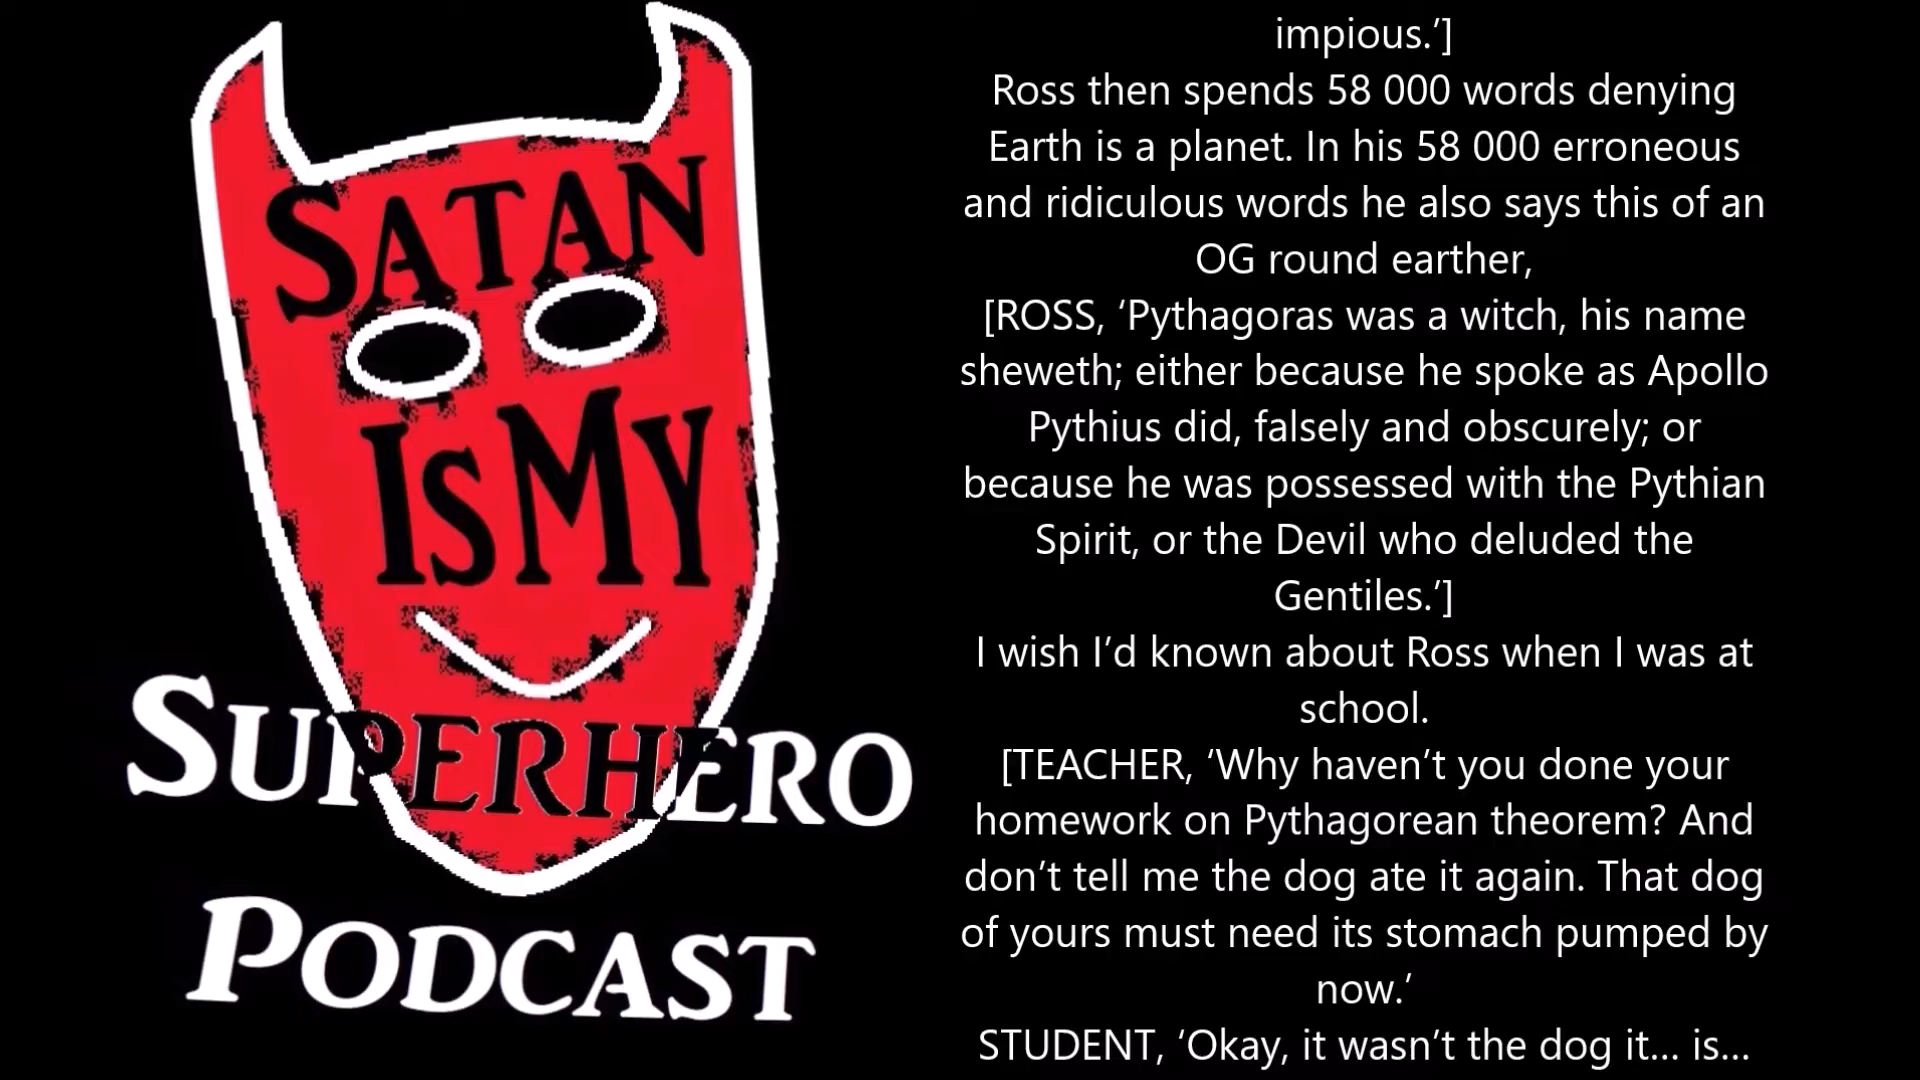 SATAN
IS MY
SUPERHERO
PODCAST
impious.’]
Ross then spends 58 000 words denying
Earth is a planet. In his 58 000 erroneous
and ridiculous words he also says this of an
OG round earther,
[ROSS, ‘Pythagoras was a witch, his name
sheweth; either because he spoke as Apollo
Pythius did, falsely and obscurely; or
because he was possessed with the Pythian
Spirit, or the Devil who deluded the
Gentiles.’]
I wish I’d known about Ross when I was at
school.
[TEACHER, ‘Why haven’t you done your
homework on Pythagorean theorem? And
don’t tell me the dog ate it again. That dog
of yours must need its stomach pumped by
now.’
STUDENT, ‘Okay, it wasn’t the dog it… is…